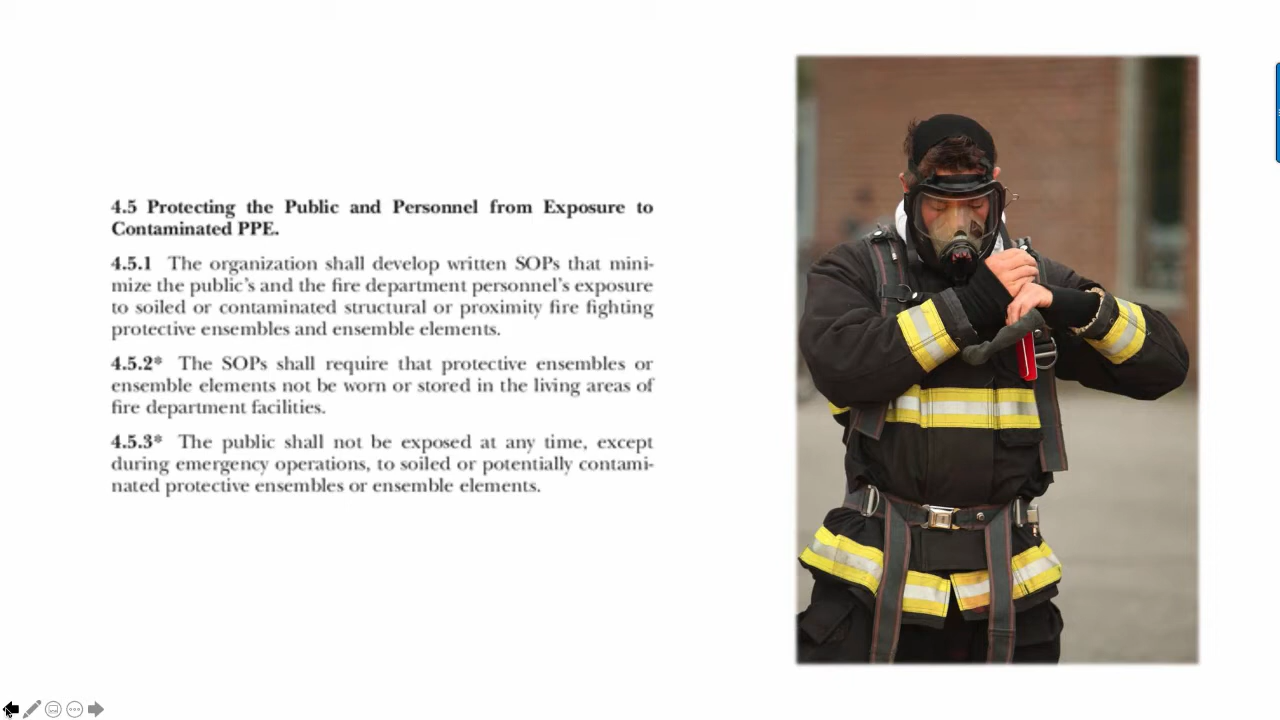 4.5 Protecting the Public and Personnel from Exposure to
Contaminated PPE.
4.5.1 The organization shall develop written SOPs that mini-
mize the public's and the fire department personnel's exposure
to soiled or contaminated structural or proximity fire fighting
protective ensembles and ensemble elements.
4.5.2* The SOPs shall require that protective ensembles or
ensemble elements not be worn or stored in the living areas of
fire department facilities.
4.5.3* The public shall not be exposed at any time, except
during emergency operations, to soiled or potentially contami-
nated protective ensembles or ensemble elements.